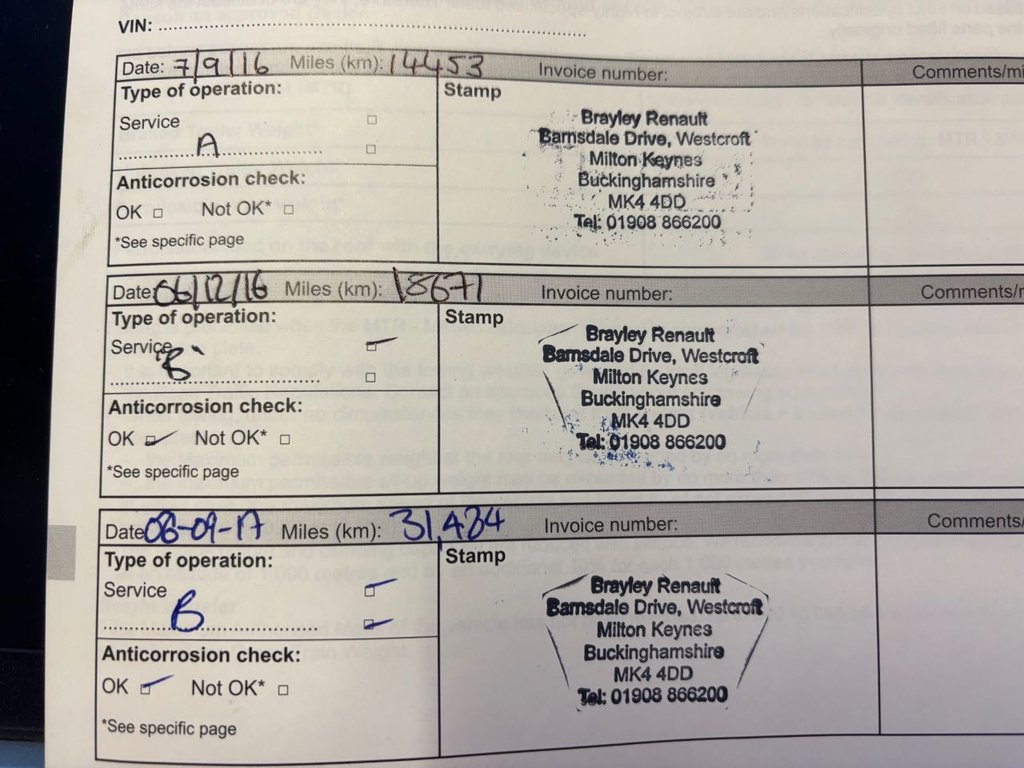 VIN:
Date: 7/9/16 Miles (km): 14453 Invoice number: Comments/mi
Type of operation:
Stamp
Service
A
Anticorrosion check:
OK Not OK*
*See specific page
Brayley Renault
Barnsdale Drive, Westcroft
Milton Keynes
Buckinghamshire
MK4 4DD
Tel: 01908 866200
Date: 06/12/16 Miles (km): 18671 Invoice number: Comments/r
Type of operation:
Stamp
Service
B
Anticorrosion check:
OK Not OK*
*See specific page
Brayley Renault
Barnsdale Drive, Westcroft
Milton Keynes
Buckinghamshire
MK4 4DD
Tel: 01908 866200
Date 08-09-17 Miles (km): 31,484 Invoice number: Comments/
Type of operation:
Stamp
Service
B
Anticorrosion check:
OK Not OK*
*See specific page
Brayley Renault
Barnsdale Drive, Westcroft
Milton Keynes
Buckinghamshire
MK4 4DD
Tel: 01908 866200